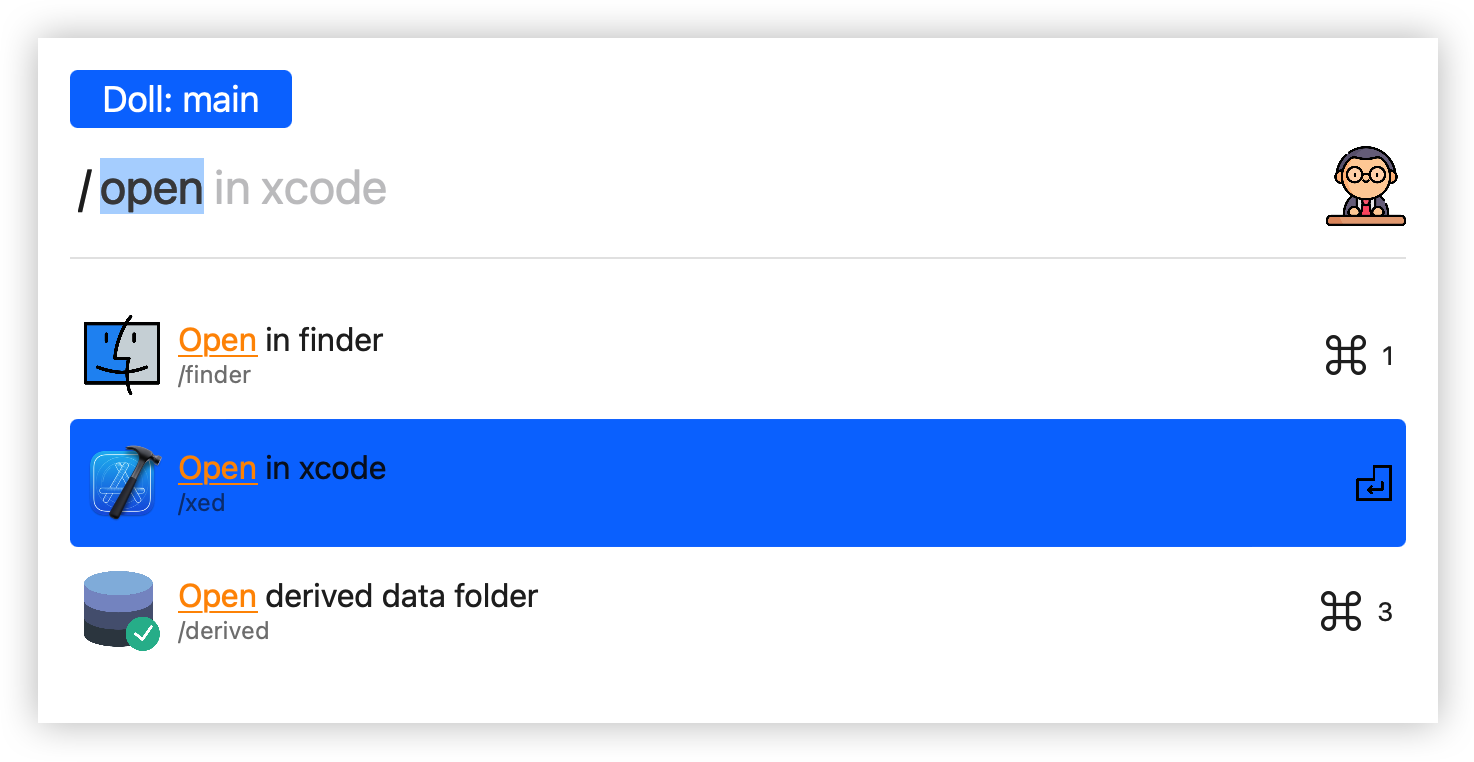 Doll: main
/open in xcode
Open in finder
/finder
⌘ 1
Open in xcode
/xed
Open derived data folder
/derived
⌘ 3